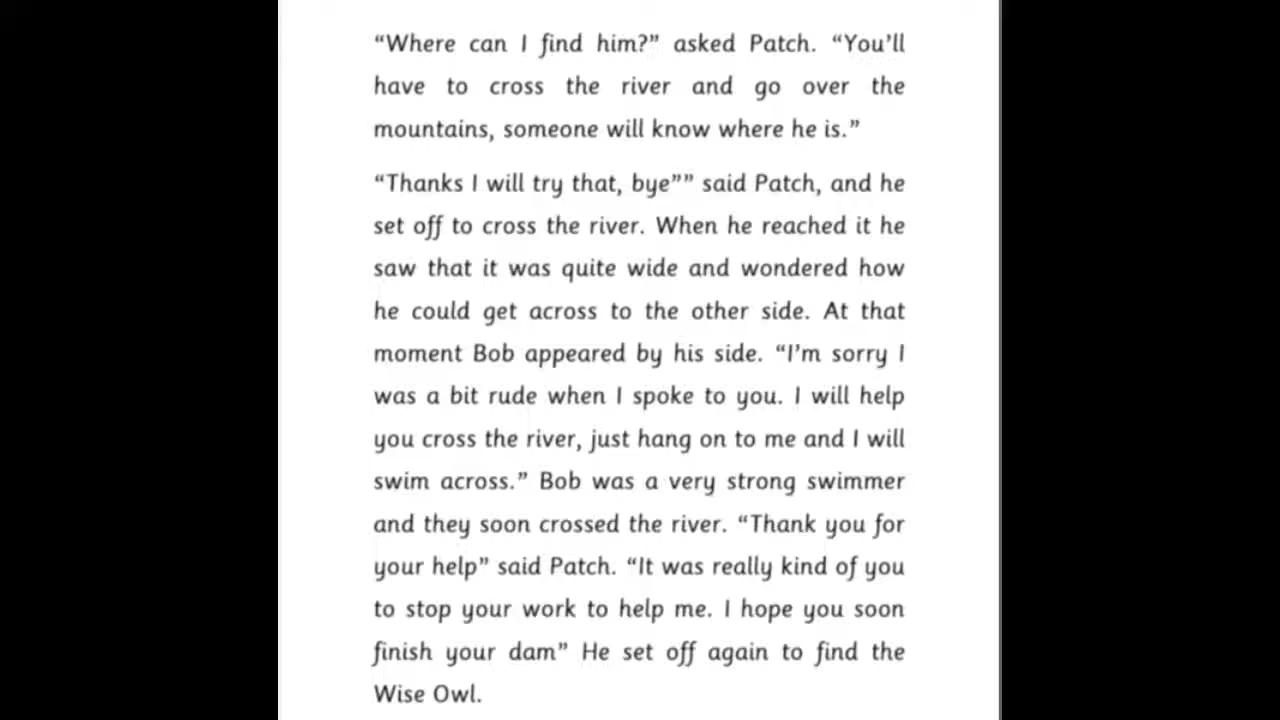 “Where can I find him?” asked Patch. “You’ll
have to cross the river and go over the
mountains, someone will know where he is.”
“Thanks I will try that, bye”” said Patch, and he
set off to cross the river. When he reached it he
saw that it was quite wide and wondered how
he could get across to the other side. At that
moment Bob appeared by his side. “I’m sorry I
was a bit rude when I spoke to you. I will help
you cross the river, just hang on to me and I will
swim across.” Bob was a very strong swimmer
and they soon crossed the river. “Thank you for
your help” said Patch. “It was really kind of you
to stop your work to help me. I hope you soon
finish your dam” He set off again to find the
Wise Owl.